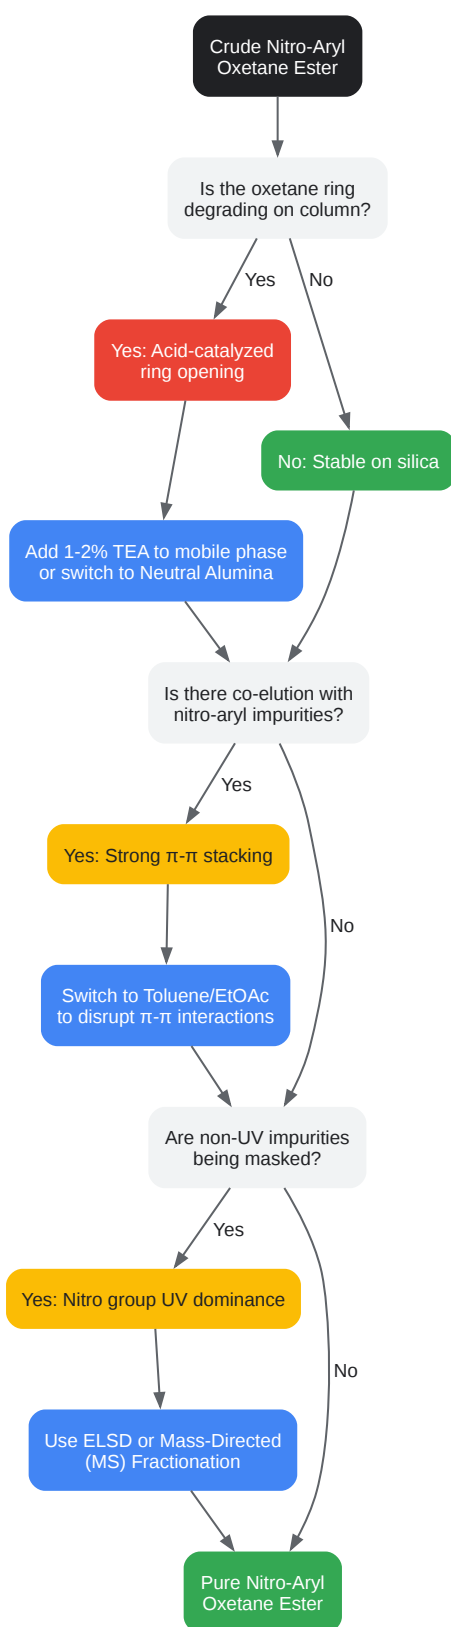 Crude Nitro-Aryl
Oxetane Ester
Is the oxetane ring
degrading on column?
Yes
No
Yes: Acid-catalyzed
ring opening
No: Stable on silica
Add 1-2% TEA to mobile phase
or switch to Neutral Alumina
Is there co-elution with
nitro-aryl impurities?
Yes
Yes: Strong π-π stacking
No
Switch to Toluene/EtOAc
to disrupt π-π interactions
Are non-UV impurities
being masked?
Yes
Yes: Nitro group UV dominance
No
Use ELSD or Mass-Directed
(MS) Fractionation
Pure Nitro-Aryl
Oxetane Ester